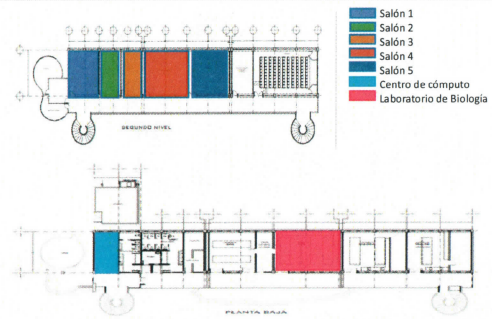 Salón 1
Salón 2
Salón 3
Salón 4
Salón 5
Centro de cómputo
Laboratorio de Biología
SEGUNDO NIVEL
PLANTA BAJA